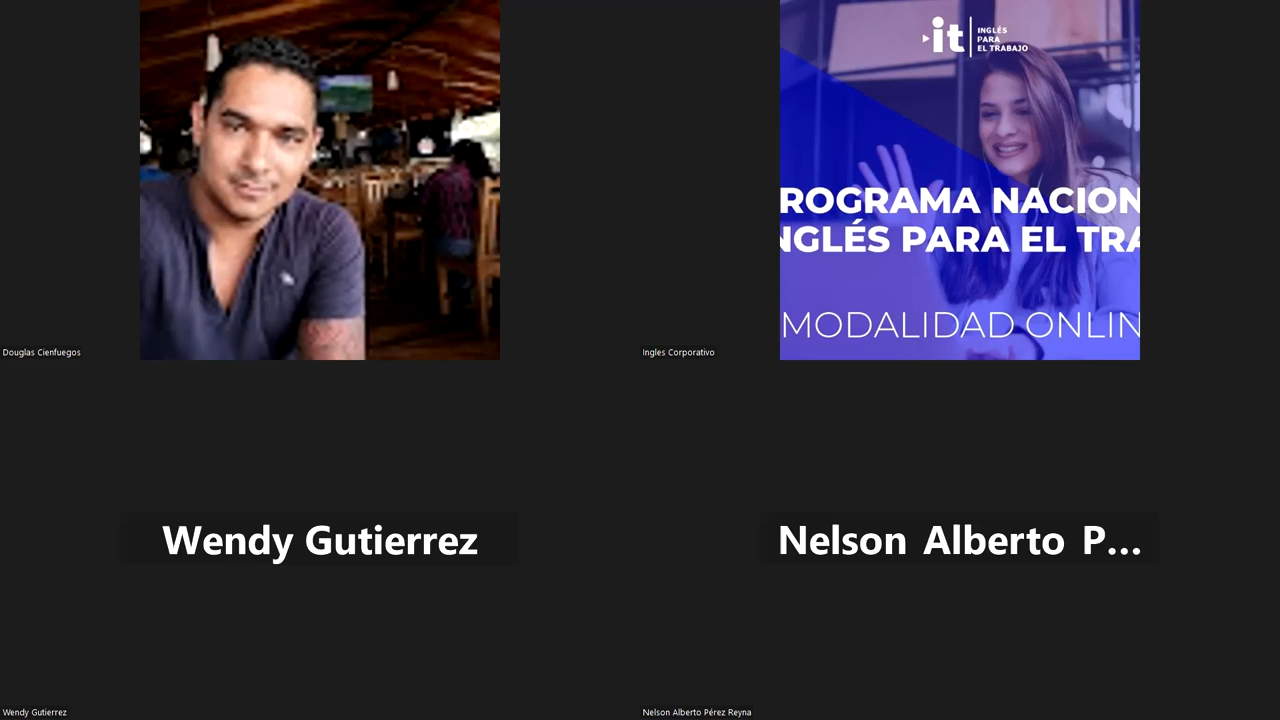 it
INGLÉS
PARA
EL TRABAJO
ROGRAMA NACION
NGLÉS PARA EL TRA
MODALIDAD ONLIN
Douglas Cienfuegos
Ingles Corporativo
Wendy Gutierrez
Nelson Alberto P...
Wendy Gutierrez
Nelson Alberto Pérez Reyna